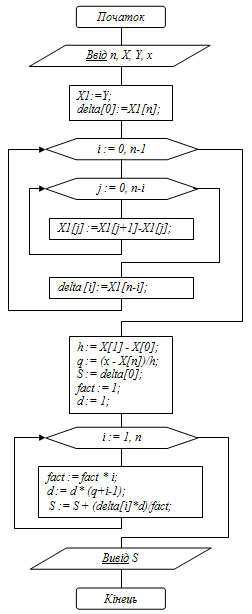 Початок
Ввід n, X, Y, x
X1:=Y;
delta[0]:=X1[n];
i := 0, n-1
j := 0, n-i
X1[j] :=X1[j+1]-X1[j];
delta [i]:=X1[n-i];
h := X[1] - X[0];
q := (x - X[n])/h;
S := delta[0];
fact := 1;
d := 1;
i := 1, n
fact := fact * i;
d := d * (q+i-1);
S := S + (delta[i]*d)/fact;
Вивід S
Кінець